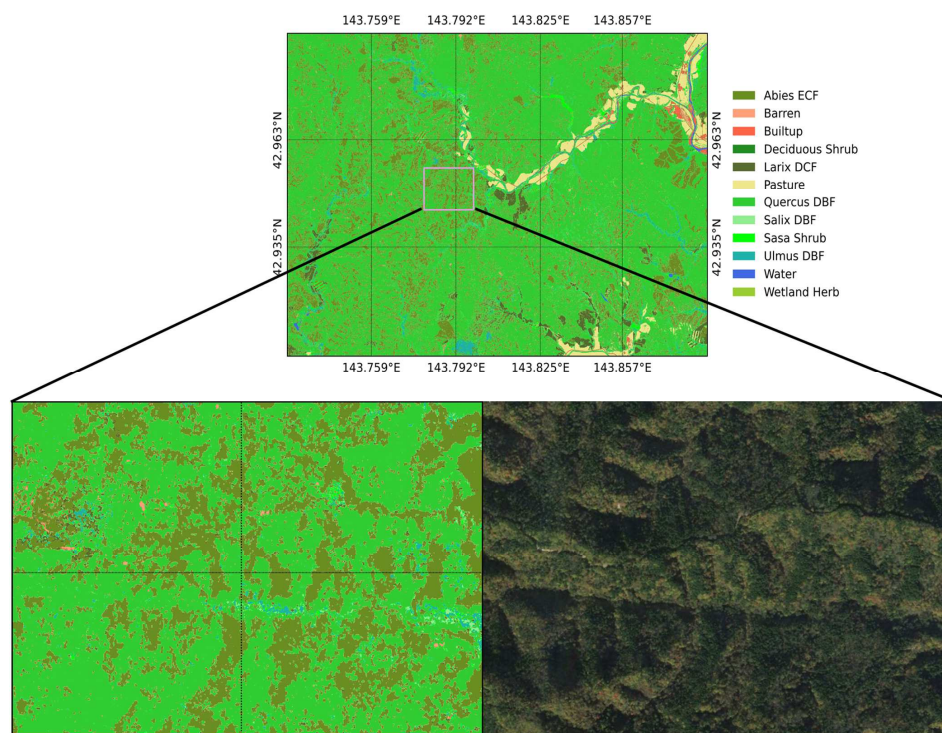 143.759°E 143.792°E 143.825°E 143.857°E
42.963°N
42.935°N
42.963°N
42.935°N
143.759°E 143.792°E 143.825°E 143.857°E
Abies ECF
Barren
Builtup
Deciduous Shrub
Larix DCF
Pasture
Quercus DBF
Salix DBF
Sasa Shrub
Ulmus DBF
Water
Wetland Herb